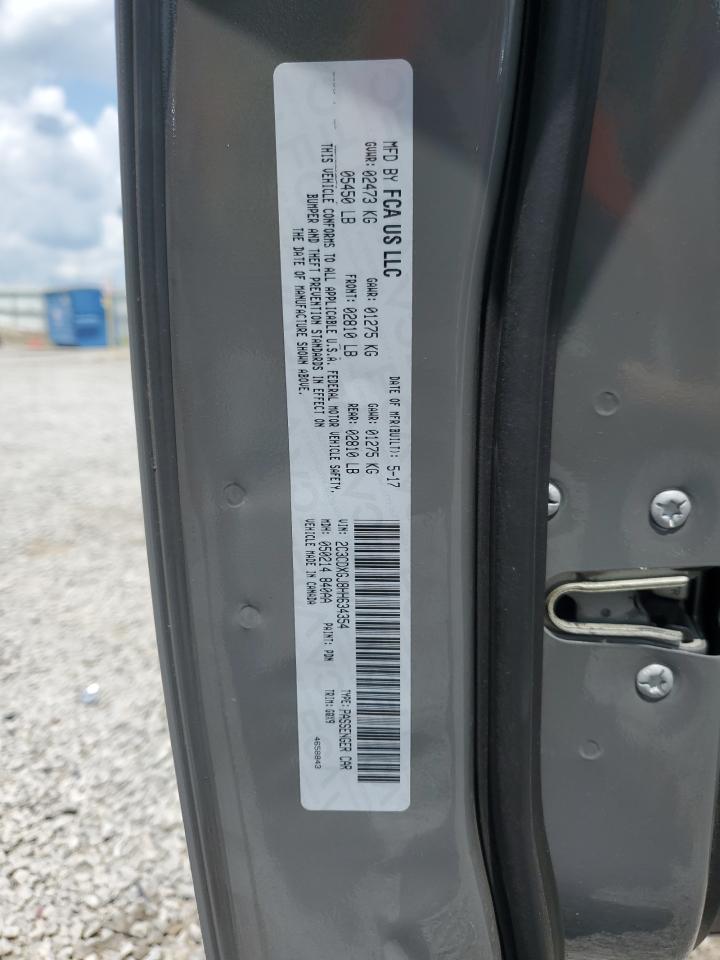 MFD BY FCA US LLC
DATE OF MFR(BUILT): 5-17
GVWR: 02473 KG GAWR: 01275 KG GAWR: 01275 KG
05450 LB FRONT: 02810 LB REAR: 02810 LB
THIS VEHICLE CONFORMS TO ALL APPLICABLE U.S.A. FEDERAL MOTOR VEHICLE SAFETY,
BUMPER AND THEFT PREVENTION STANDARDS IN EFFECT ON
THE DATE OF MANUFACTURE SHOWN ABOVE.
VIN: 2C3CDXGJ8HH634354 TYPE: PASSENGER CAR
MDH: 050214 840AA PAINT: PDN TRIM: GQX9
VEHICLE MADE IN CANADA
4658843